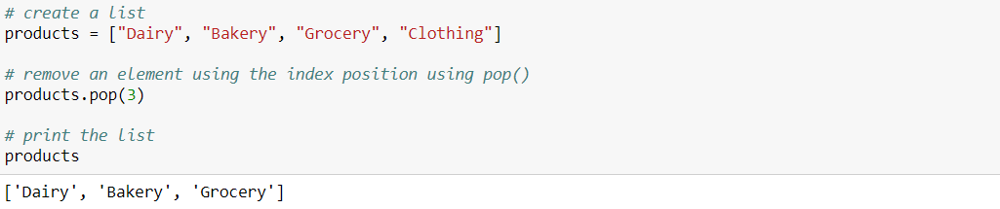 # create a list
products = ["Dairy", "Bakery", "Grocery", "Clothing"]
# remove an element using the index position using pop()
products.pop(3)
# print the list
products
['Dairy', 'Bakery', 'Grocery']